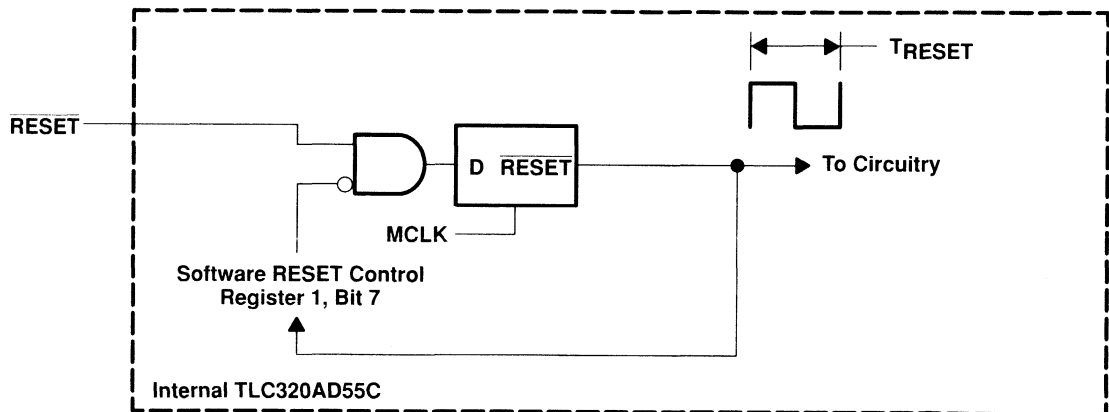 TRESET
RESET
D RESET
To Circuitry
MCLK
Software RESET Control
Register 1, Bit 7
Internal TLC320AD55C